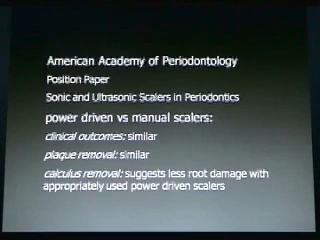 American Academy of Periodontology
Position Paper
Sonic and Ultrasonic Scalers in Periodontics
power driven vs manual scalers:
clinical outcomes: similar
plaque removal: similar
calculus removal: suggests less root damage with
appropriately used power driven scalers